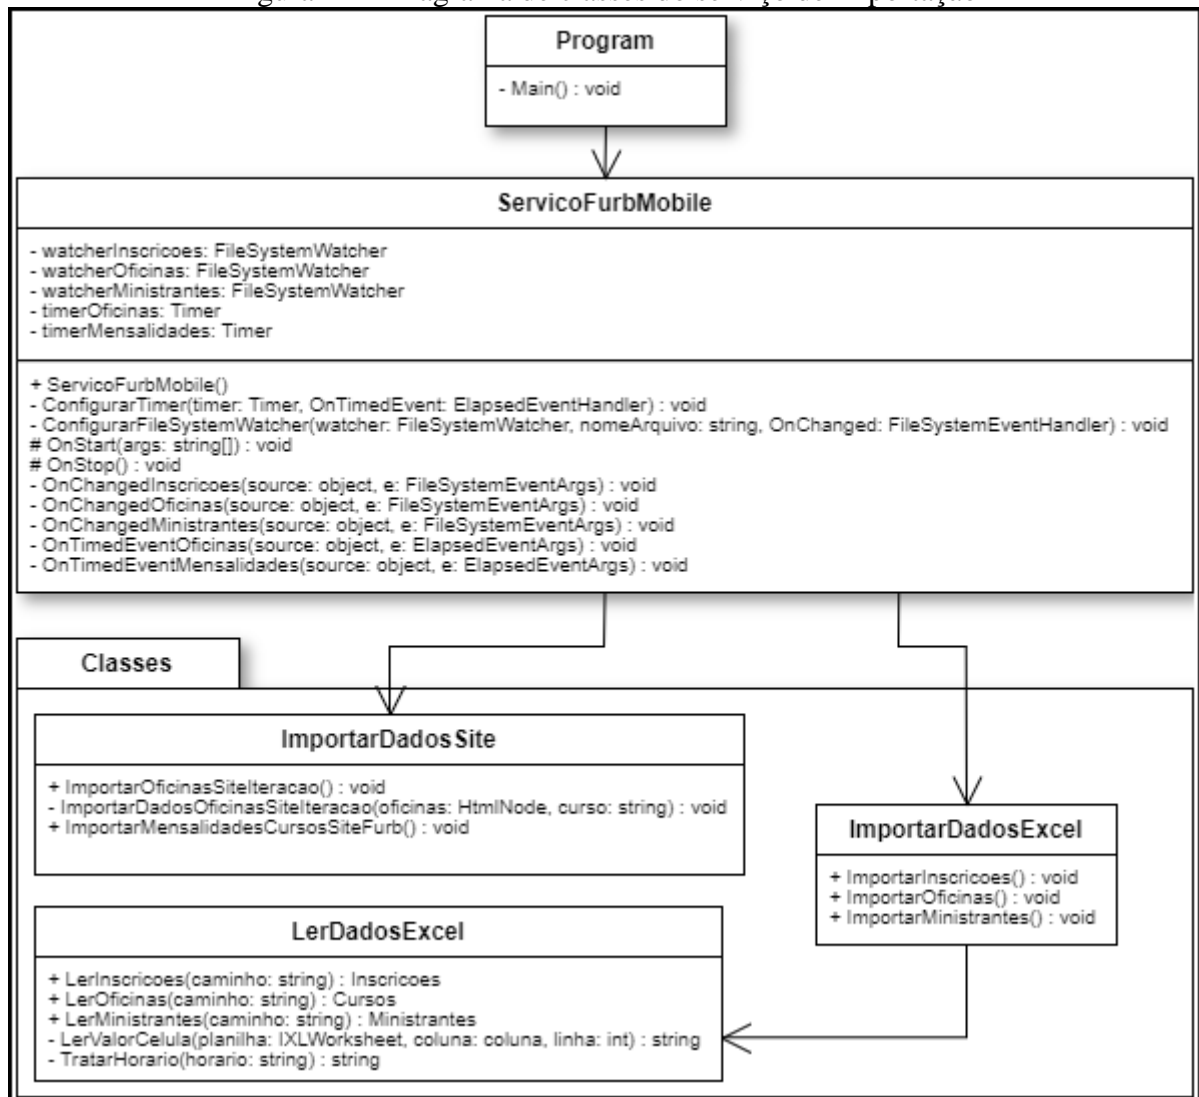 Program
- Main() : void
ServicoFurbMobile
- watcherInscricoes: FileSystemWatcher
- watcherOficinas: FileSystemWatcher
- watcherMinistrantes: FileSystemWatcher
- timerOficinas: Timer
- timerMensalidades: Timer
+ ServicoFurbMobile()
- ConfigurarTimer(timer: Timer, OnTimedEvent: ElapsedEventHandler) : void
- ConfigurarFileSystemWatcher(watcher: FileSystemWatcher, nomeArquivo: string, OnChanged: FileSystemEventHandler) : void
# OnStart(args: string[]) : void
# OnStop() : void
- OnChangedInscricoes(source: object, e: FileSystemEventArgs) : void
- OnChangedOficinas(source: object, e: FileSystemEventArgs) : void
- OnChangedMinistrantes(source: object, e: FileSystemEventArgs) : void
- OnTimedEventOficinas(source: object, e: ElapsedEventArgs) : void
- OnTimedEventMensalidades(source: object, e: ElapsedEventArgs) : void
Classes
ImportarDadosSite
+ ImportarOficinasSiteIteracao() : void
- ImportarDadosOficinasSiteIteracao(oficinas: HtmlNode, curso: string) : void
+ ImportarMensalidadesCursosSiteFurb() : void
ImportarDadosExcel
+ ImportarInscricoes() : void
+ ImportarOficinas() : void
+ ImportarMinistrantes() : void
LerDadosExcel
+ LerInscricoes(caminho: string) : Inscricoes
+ LerOficinas(caminho: string) : Cursos
+ LerMinistrantes(caminho: string) : Ministrantes
- LerValorCelula(planilha: IXLWorksheet, coluna: coluna, linha: int) : string
- TratarHorario(horario: string) : string